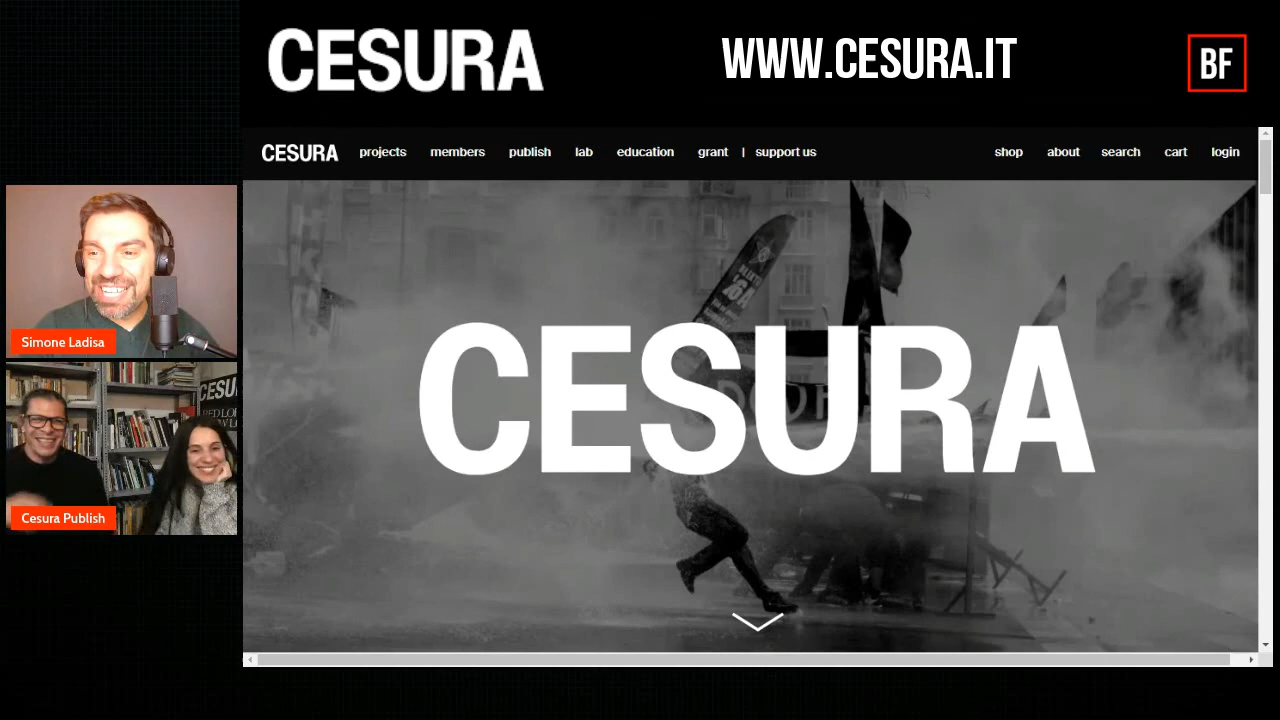 CESURA
WWW.CESURA.IT
BF
CESURA projects members publish lab education grant | support us shop about search cart login
Simone Ladisa
CESU
Cesura Publish
CESURA